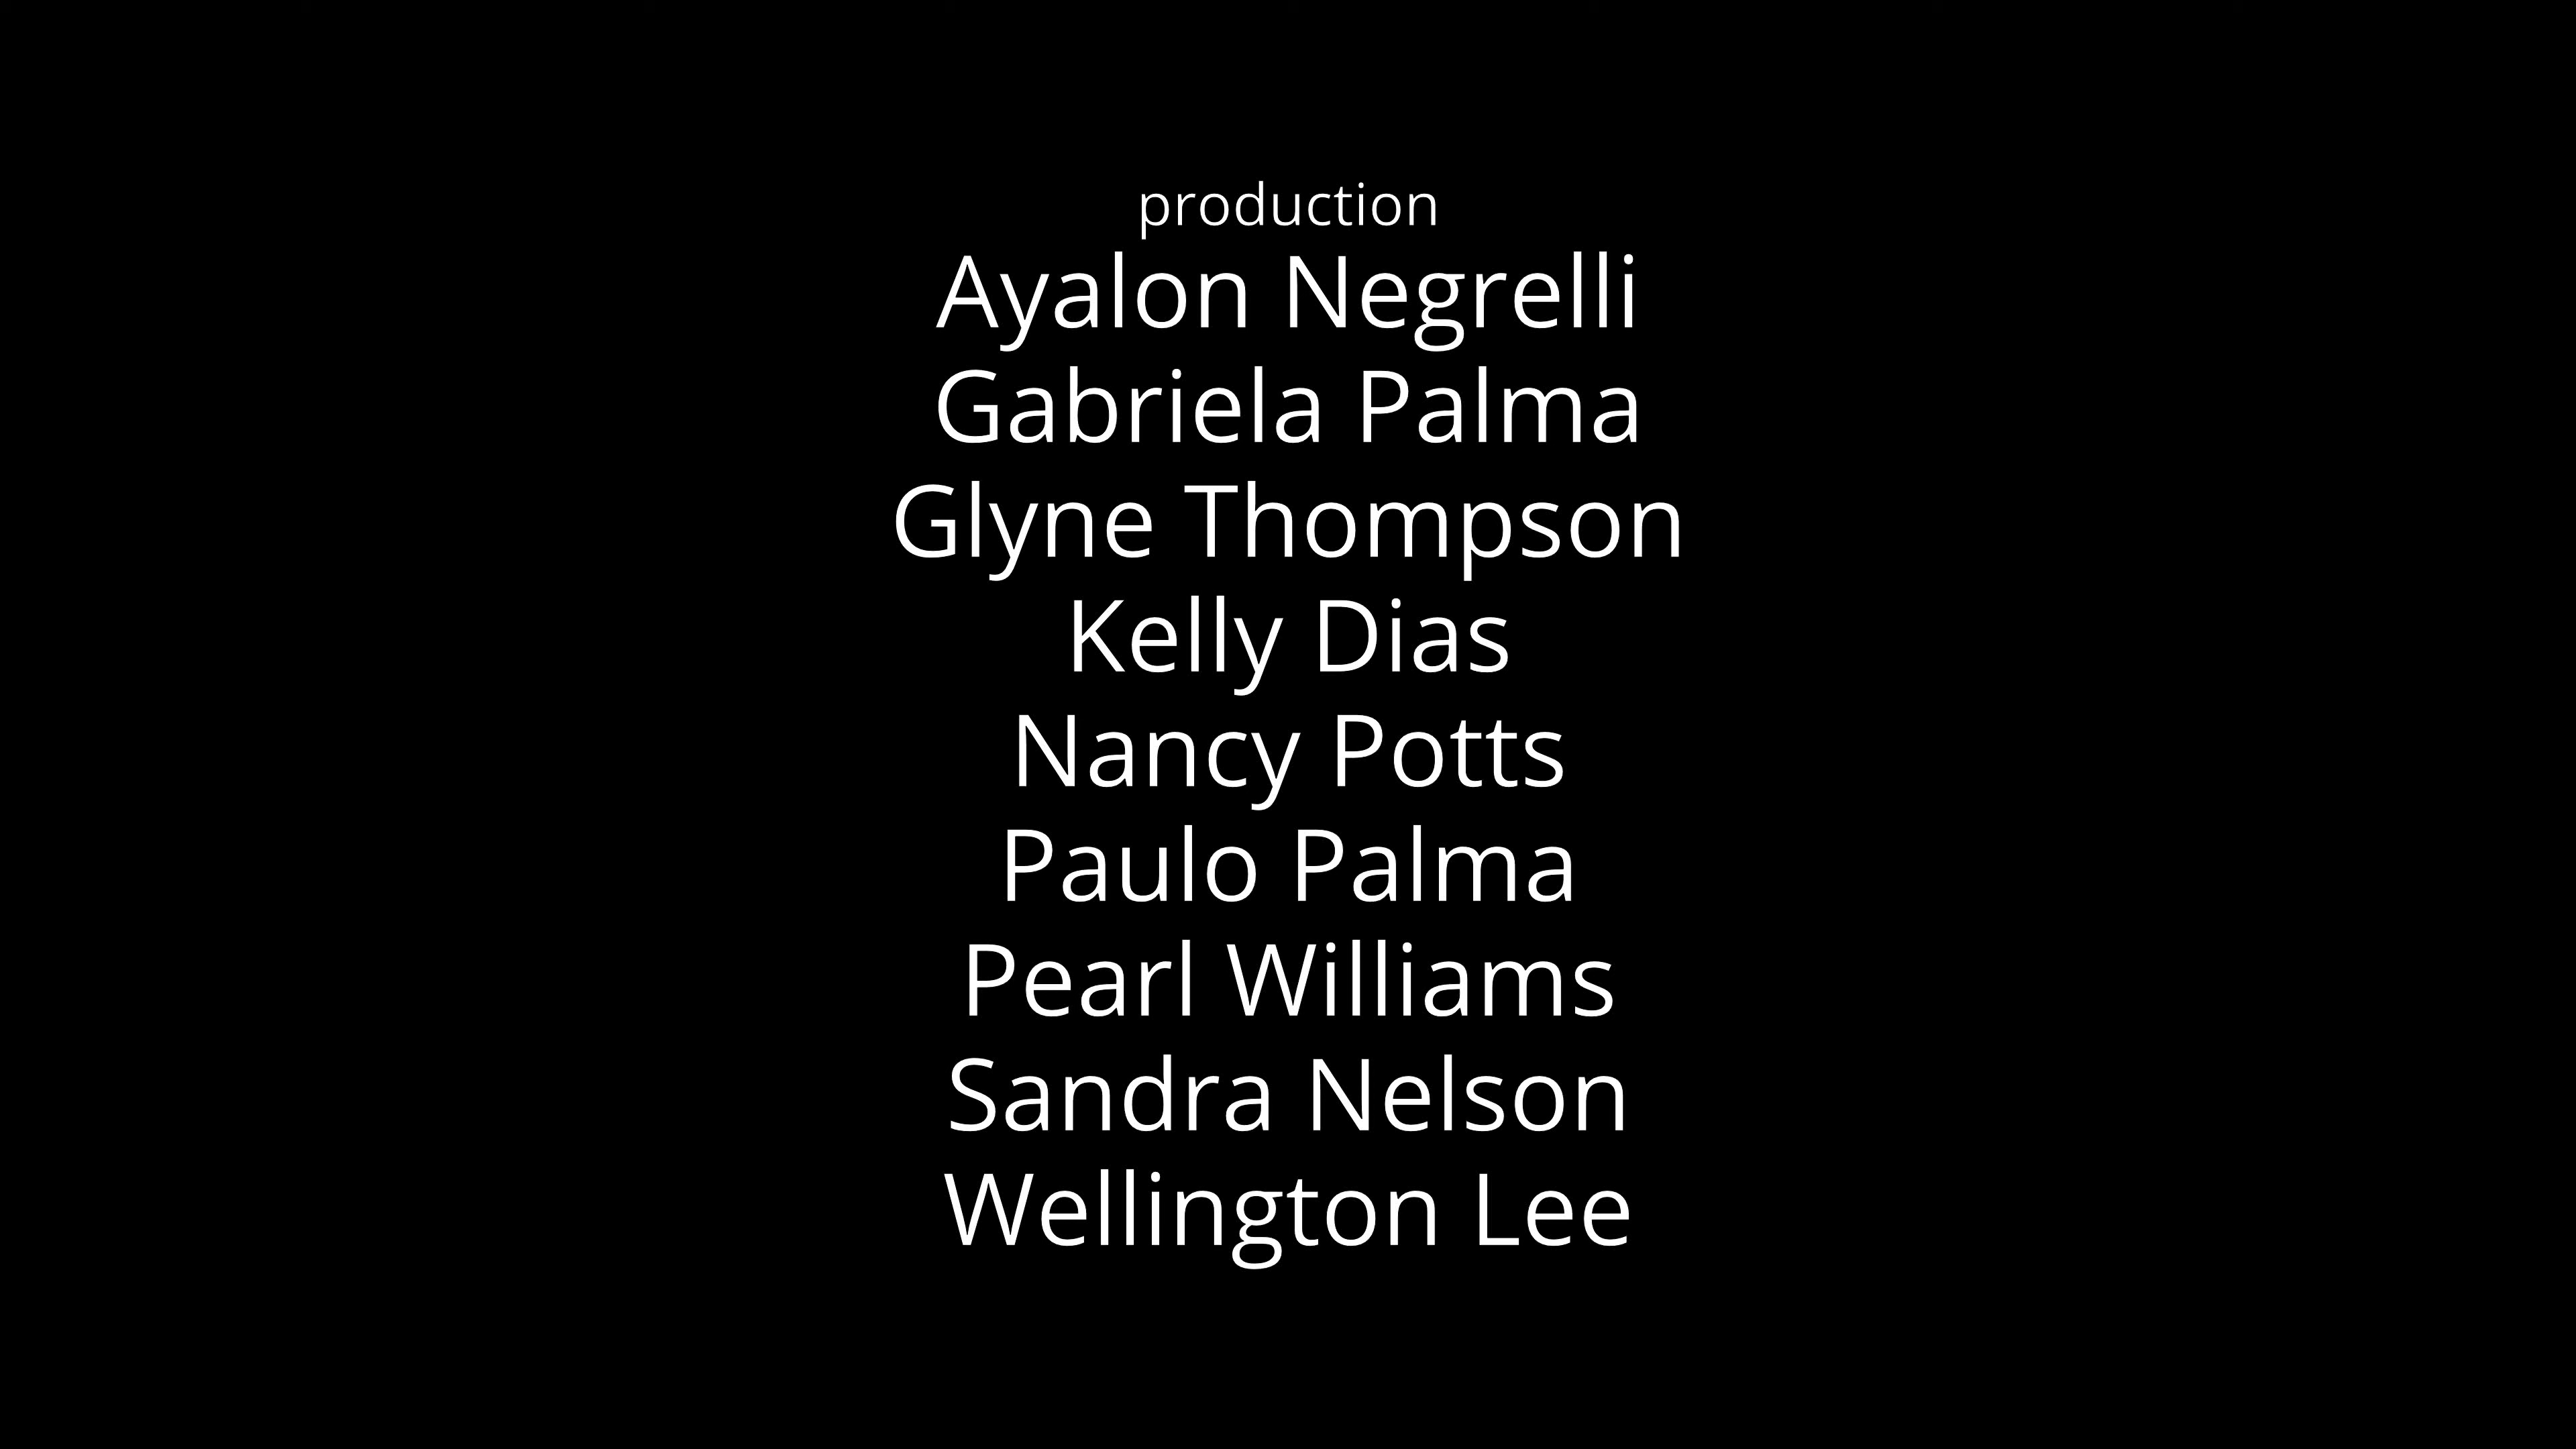 production
Ayalon Negrelli
Gabriela Palma
Glyne Thompson
Kelly Dias
Nancy Potts
Paulo Palma
Pearl Williams
Sandra Nelson
Wellington Lee